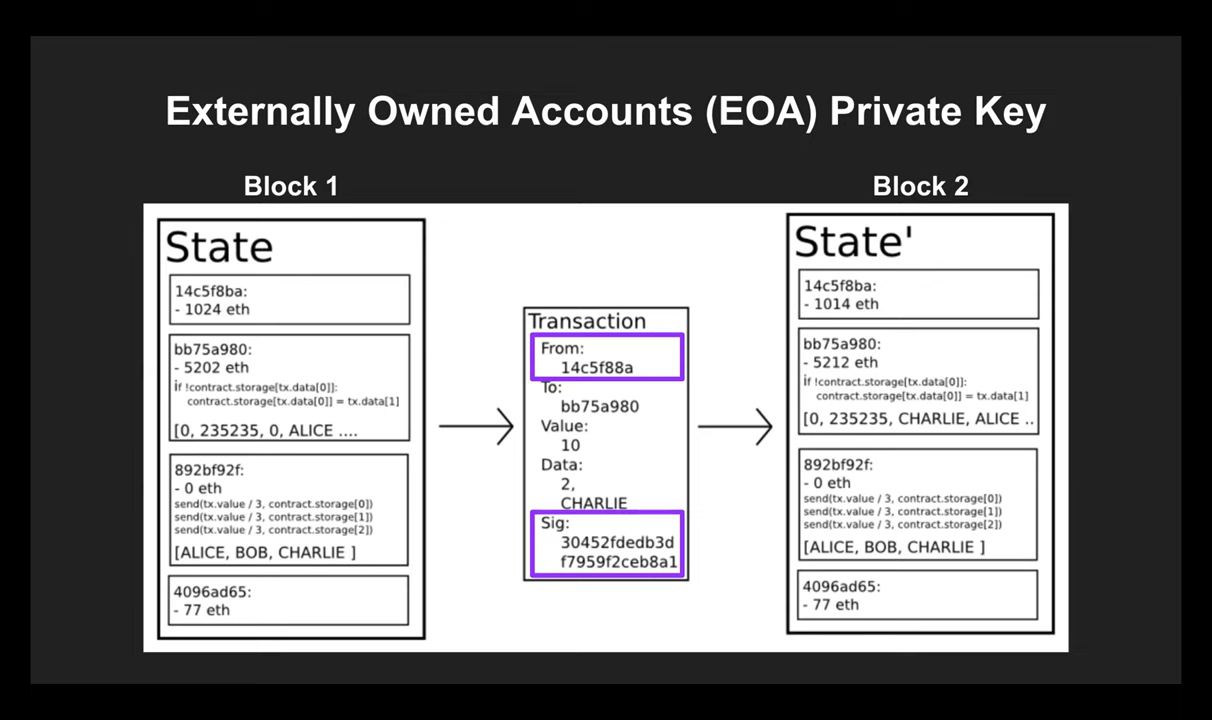 Externally Owned Accounts (EOA) Private Key
Block 1
State
14c5f8ba:
- 1024 eth
bb75a980:
- 5202 eth
if !contract.storage[tx.data[0]]:
contract.storage[tx.data[0]] = tx.data[1]
[0, 235235, 0, ALICE ....
892bf92f:
- 0 eth
send(tx.value / 3, contract.storage[0])
send(tx.value / 3, contract.storage[1])
send(tx.value / 3, contract.storage[2])
[ALICE, BOB, CHARLIE ]
4096ad65:
- 77 eth
Transaction
From:
14c5f88a
To:
bb75a980
Value:
10
Data:
2,
CHARLIE
Sig:
30452fdedb3d
f7959f2ceb8a1
Block 2
State'
14c5f8ba:
- 1014 eth
bb75a980:
- 5212 eth
if !contract.storage[tx.data[0]]:
contract.storage[tx.data[0]] = tx.data[1]
[0, 235235, CHARLIE, ALICE ..
892bf92f:
- 0 eth
send(tx.value / 3, contract.storage[0])
send(tx.value / 3, contract.storage[1])
send(tx.value / 3, contract.storage[2])
[ALICE, BOB, CHARLIE ]
4096ad65:
- 77 eth